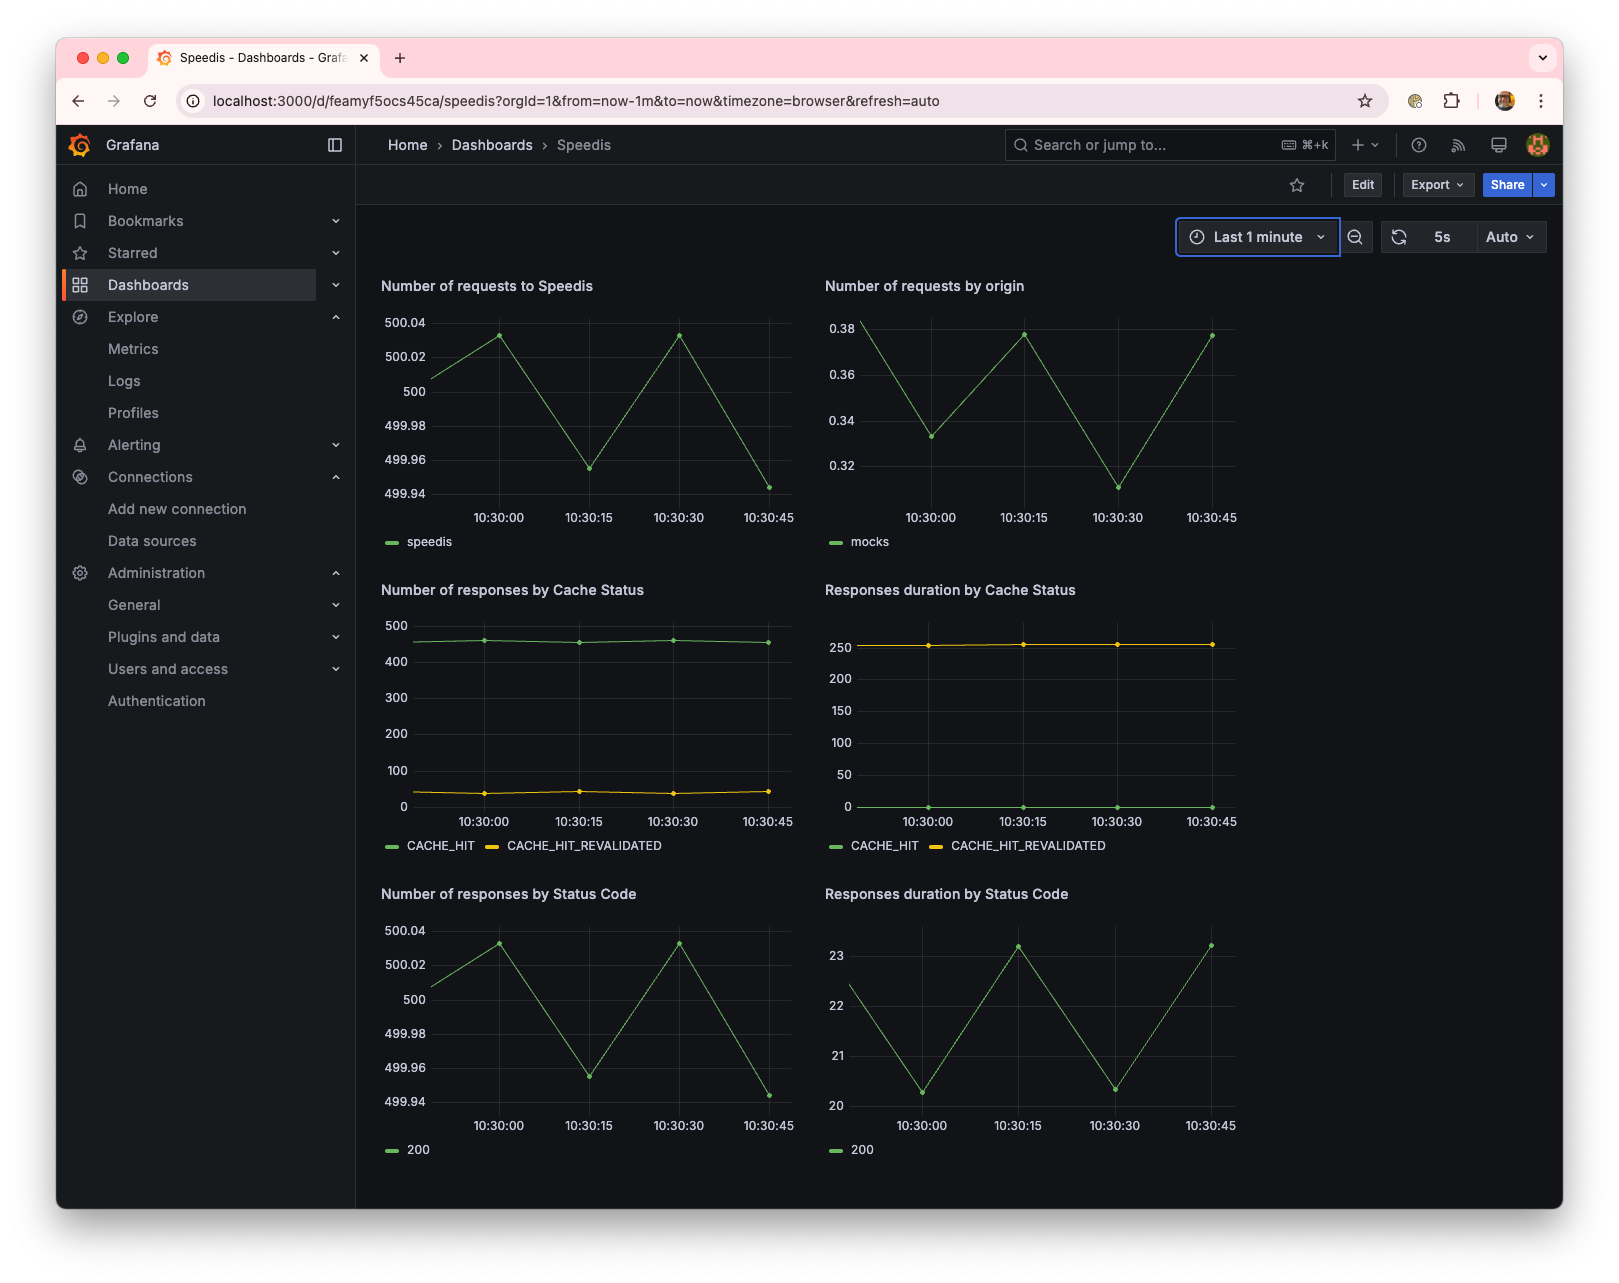 Speedis - Dashboards - Grafa
localhost:3000/d/feamyf5ocs45ca/speedis?orgId=1&from=now-1m&to=now&timezone=browser&refresh=auto
Grafana
Home › Dashboards › Speedis
Search or jump to...
⌘+k
Edit
Export
Share
Home
Bookmarks
Starred
Dashboards
Explore
Metrics
Logs
Profiles
Alerting
Connections
Add new connection
Data sources
Administration
General
Plugins and data
Users and access
Authentication
Last 1 minute
5s
Auto
Number of requests to Speedis
500.04
500.02
500
499.98
499.96
499.94
10:30:00 10:30:15 10:30:30 10:30:45
speedis
Number of requests by origin
0.38
0.36
0.34
0.32
10:30:00 10:30:15 10:30:30 10:30:45
mocks
Number of responses by Cache Status
500
400
300
200
100
0
10:30:00 10:30:15 10:30:30 10:30:45
CACHE_HIT CACHE_HIT_REVALIDATED
Responses duration by Cache Status
250
200
150
100
50
0
10:30:00 10:30:15 10:30:30 10:30:45
CACHE_HIT CACHE_HIT_REVALIDATED
Number of responses by Status Code
500.04
500.02
500
499.98
499.96
499.94
10:30:00 10:30:15 10:30:30 10:30:45
200
Responses duration by Status Code
23
22
21
20
10:30:00 10:30:15 10:30:30 10:30:45
200